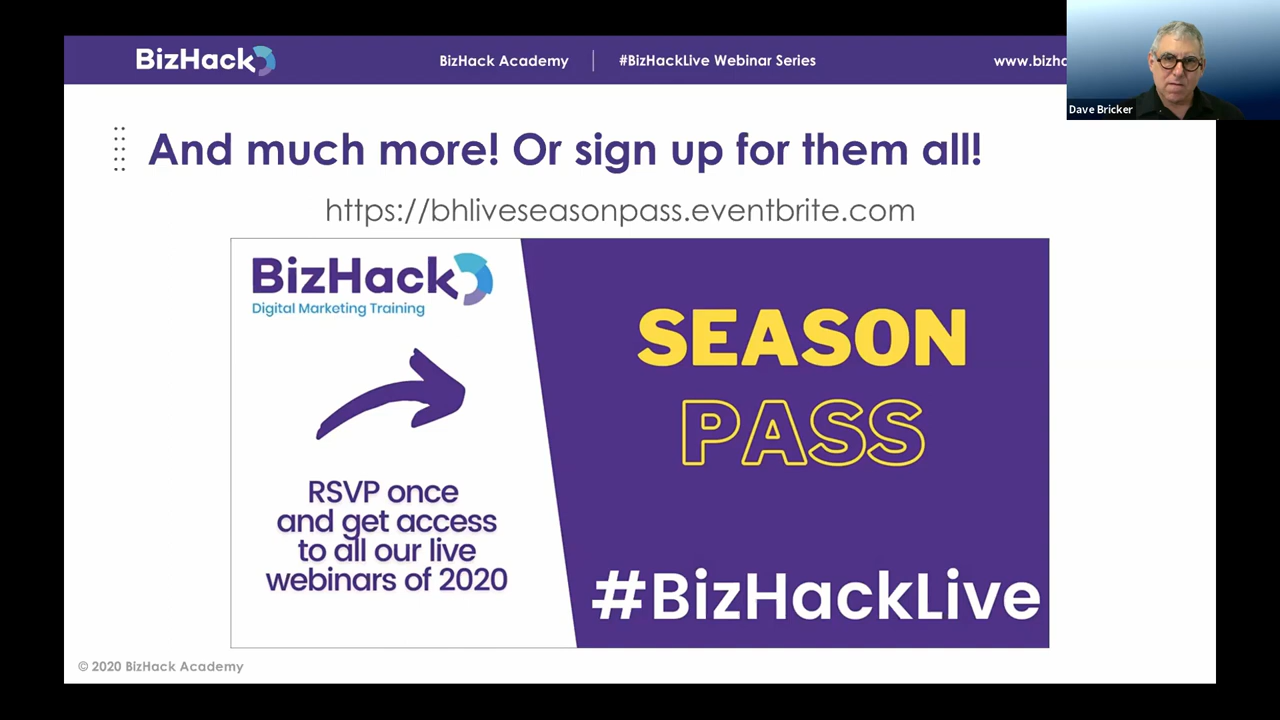 BizHack
BizHack Academy
#BizHackLive Webinar Series
www.bizha
Dave Bricker
And much more! Or sign up for them all!
https://bhliveseasonpass.eventbrite.com
BizHack
Digital Marketing Training
RSVP once
and get access
to all our live
webinars of 2020
SEASON
PASS
#BizHackLive
© 2020 BizHack Academy